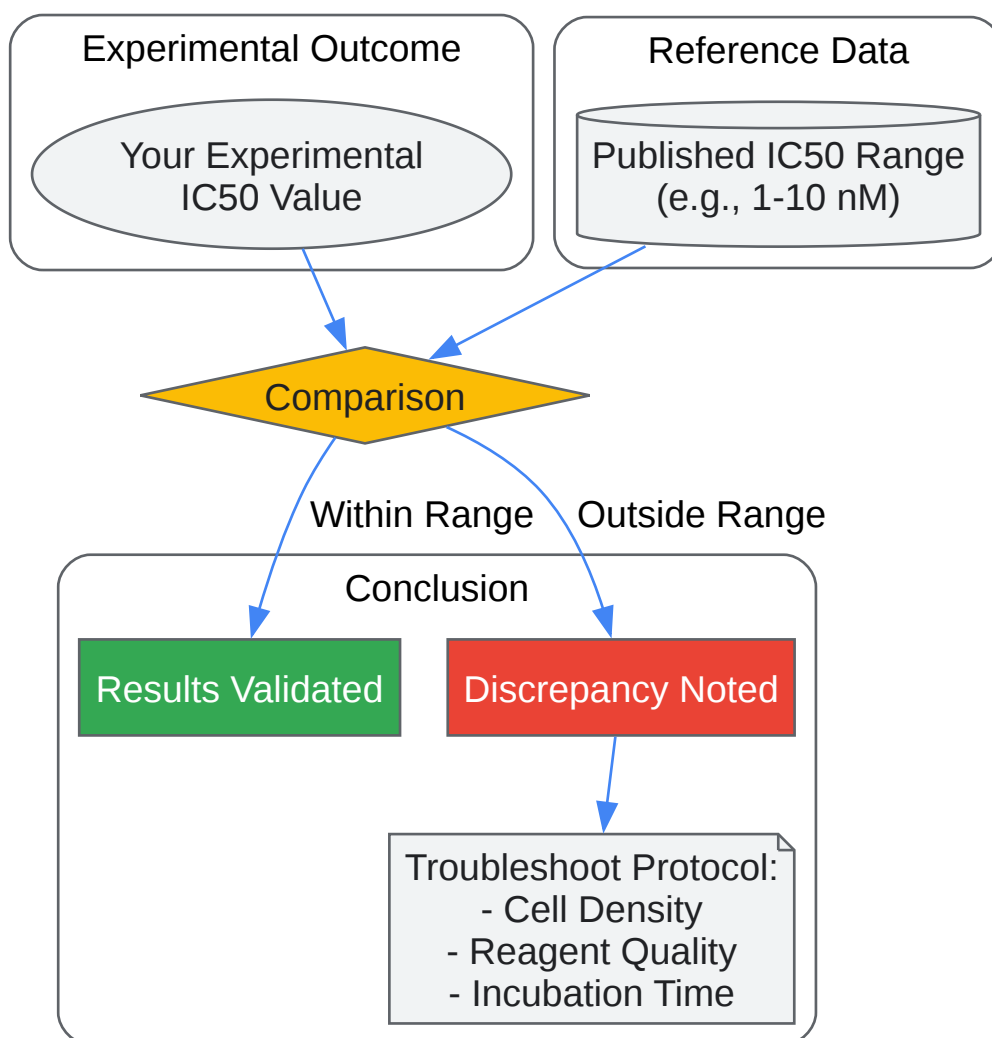 Experimental Outcome
Your Experimental
IC50 Value
Reference Data
Published IC50 Range
(e.g., 1-10 nM)
Comparison
Within Range
Outside Range
Conclusion
Results Validated
Discrepancy Noted
Troubleshoot Protocol:
- Cell Density
- Reagent Quality
- Incubation Time